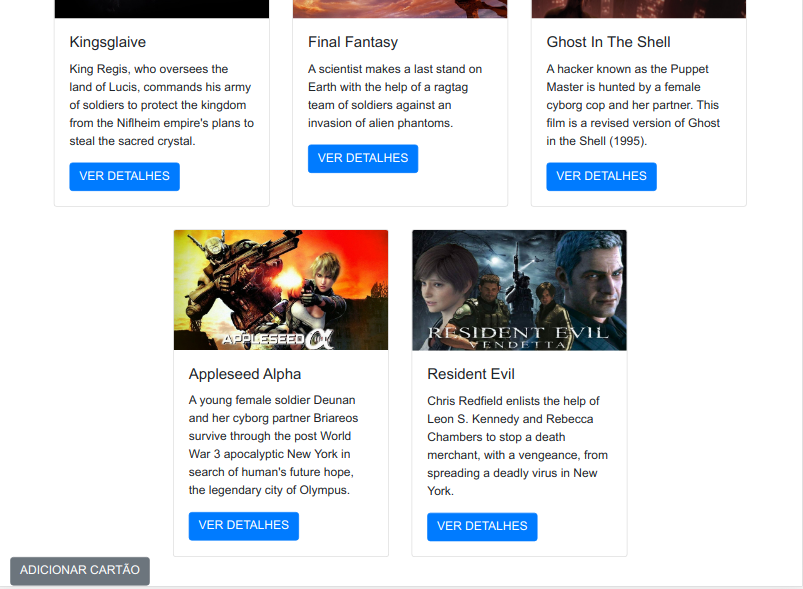 Kingsglaive
King Regis, who oversees the
land of Lucis, commands his army
of soldiers to protect the kingdom
from the Niflheim empire's plans to
steal the sacred crystal.
VER DETALHES
Final Fantasy
A scientist makes a last stand on
Earth with the help of a ragtag
team of soldiers against an
invasion of alien phantoms.
VER DETALHES
Ghost In The Shell
A hacker known as the Puppet
Master is hunted by a female
cyborg cop and her partner. This
film is a revised version of Ghost
in the Shell (1995).
VER DETALHES
APPLESEED α
Appleseed Alpha
A young female soldier Deunan
and her cyborg partner Briareos
survive through the post World
War 3 apocalyptic New York in
search of human's future hope,
the legendary city of Olympus.
VER DETALHES
RESIDENT EVIL
VENDETTA
Resident Evil
Chris Redfield enlists the help of
Leon S. Kennedy and Rebecca
Chambers to stop a death
merchant, with a vengeance, from
spreading a deadly virus in New
York.
VER DETALHES
ADICIONAR CARTÃO